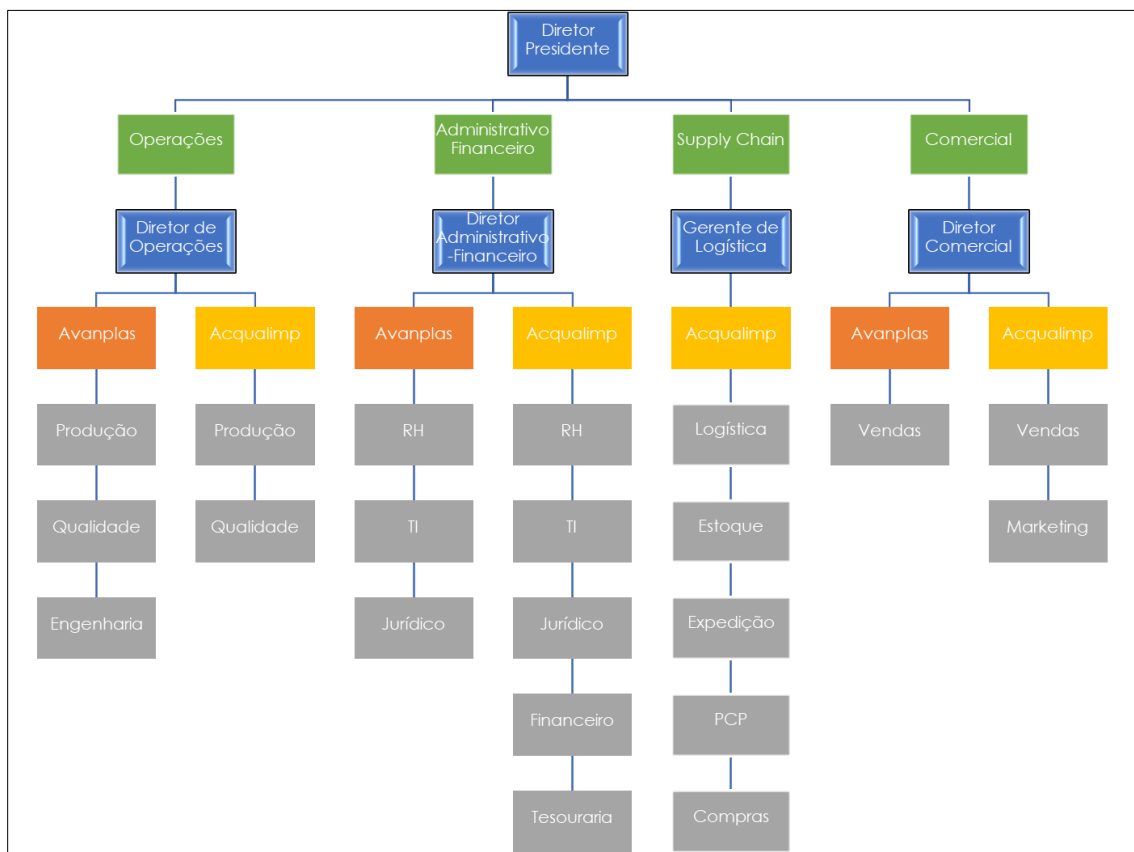 Diretor
Presidente
Operações
Administrativo
Financeiro
Supply Chain
Comercial
Diretor de
Operações
Diretor
Administrativo
-Financeiro
Gerente de
Logística
Diretor
Comercial
Avanplas
Acqualimp
Avanplas
Acqualimp
Acqualimp
Avanplas
Acqualimp
Produção
Produção
RH
RH
Logística
Vendas
Vendas
Qualidade
Qualidade
TI
TI
Estoque
Marketing
Engenharia
Jurídico
Jurídico
Expedição
Financeiro
PCP
Tesouraria
Compras